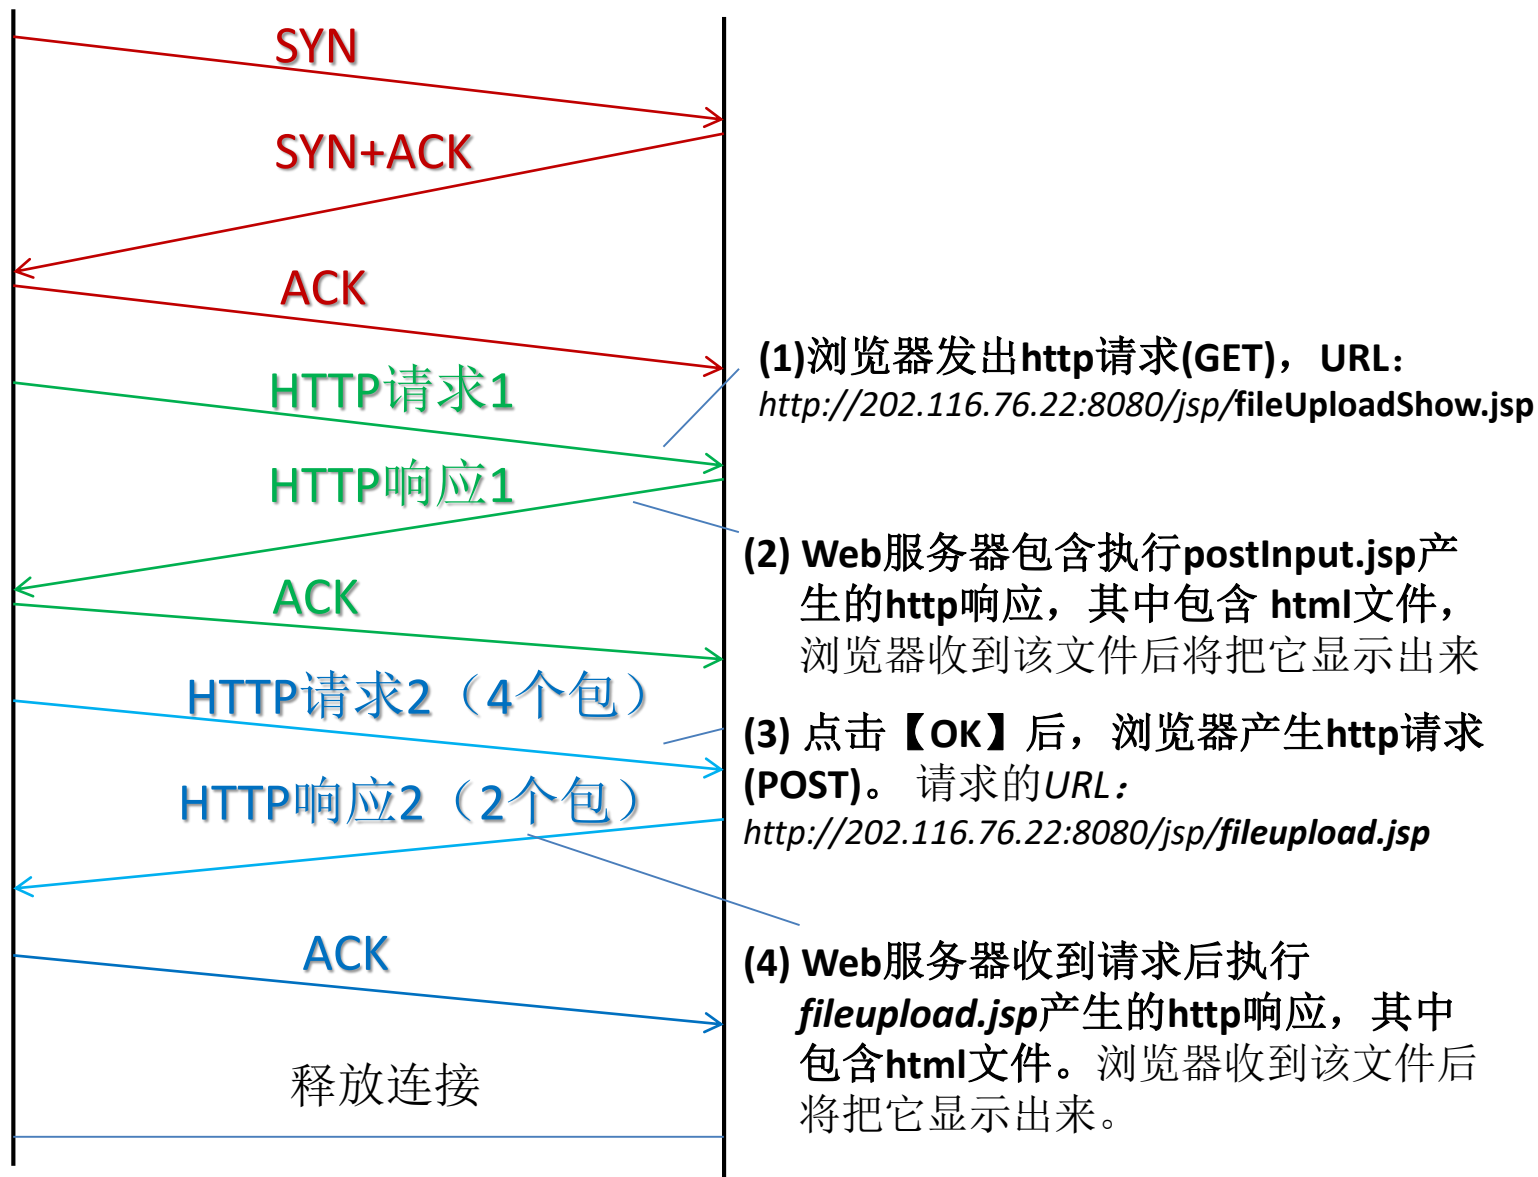 SYN
SYN+ACK
ACK
HTTP请求1
HTTP响应1
ACK
HTTP请求2（4个包）
HTTP响应2（2个包）
ACK
释放连接
(1)浏览器发出http请求(GET)，URL：
http://202.116.76.22:8080/jsp/fileUploadShow.jsp
(2) Web服务器包含执行postInput.jsp产
生的http响应，其中包含 html文件，
浏览器收到该文件后将把它显示出来
(3) 点击【OK】后，浏览器产生http请求
(POST)。 请求的URL：
http://202.116.76.22:8080/jsp/fileupload.jsp
(4) Web服务器收到请求后执行
fileupload.jsp产生的http响应，其中
包含html文件。浏览器收到该文件后
将把它显示出来。